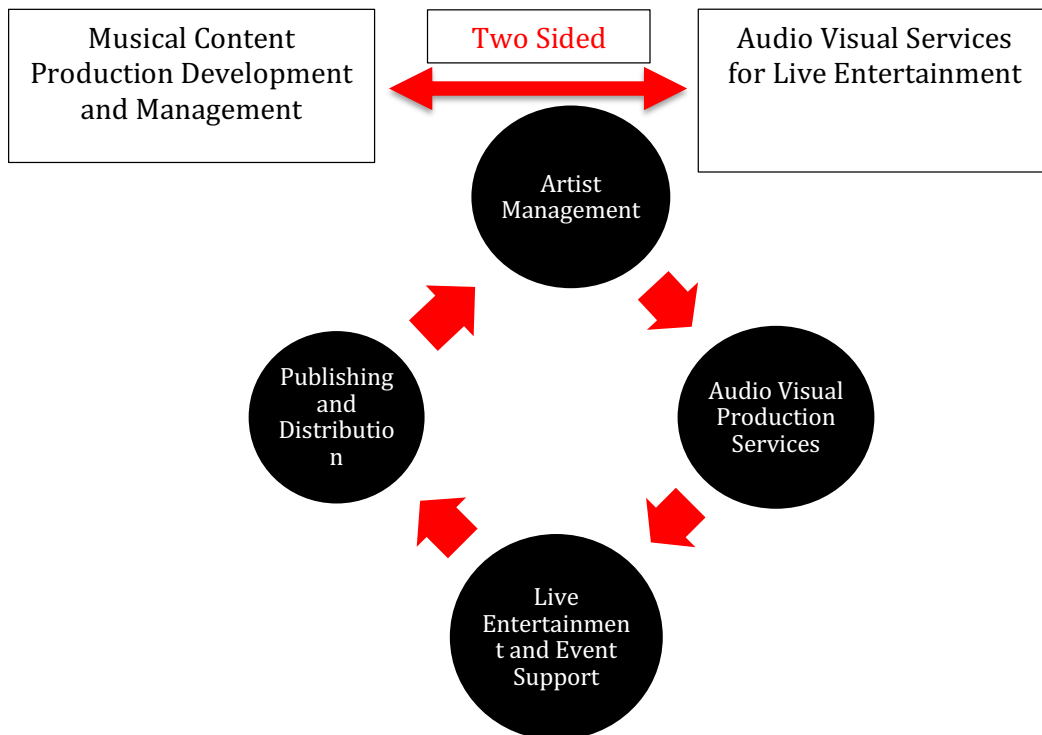 Musical Content
Production Development
and Management
Two Sided
Audio Visual Services
for Live Entertainment
Artist
Management
Publishing
and
Distributio
n
Audio Visual
Production
Services
Live
Entertainmen
t and Event
Support